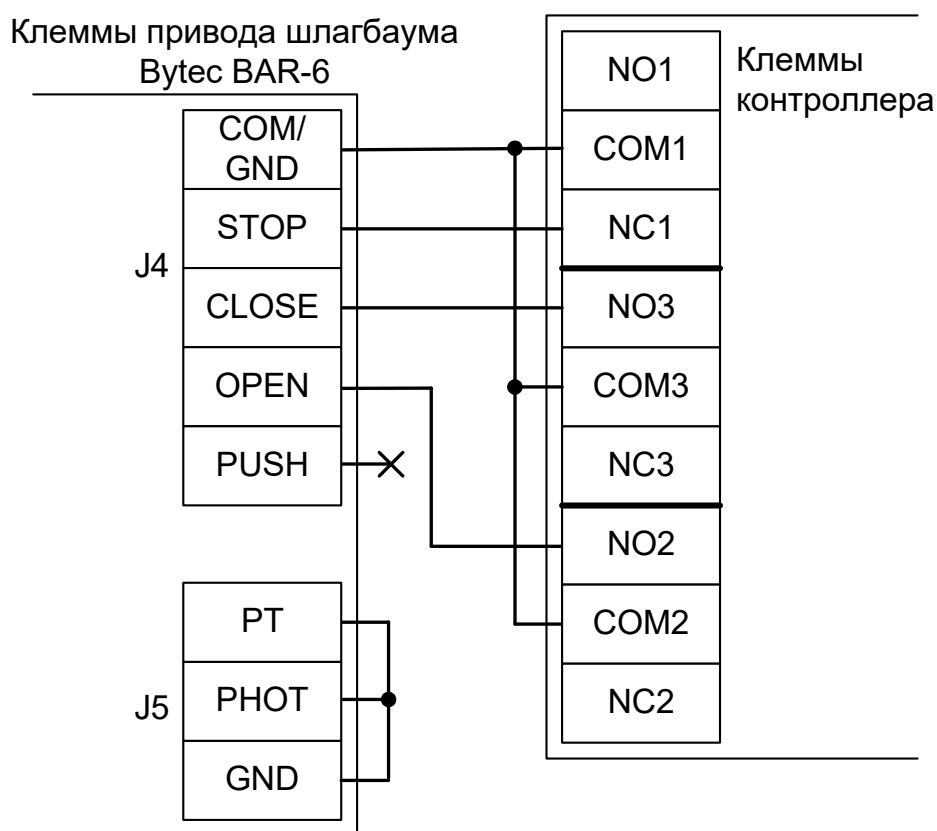 Клеммы привода шлагбаума
Bytec BAR-6
J4
COM/
GND
STOP
CLOSE
OPEN
PUSH
J5
PT
PHOT
GND
Клеммы
контроллера
NO1
COM1
NC1
NO3
COM3
NC3
NO2
COM2
NC2